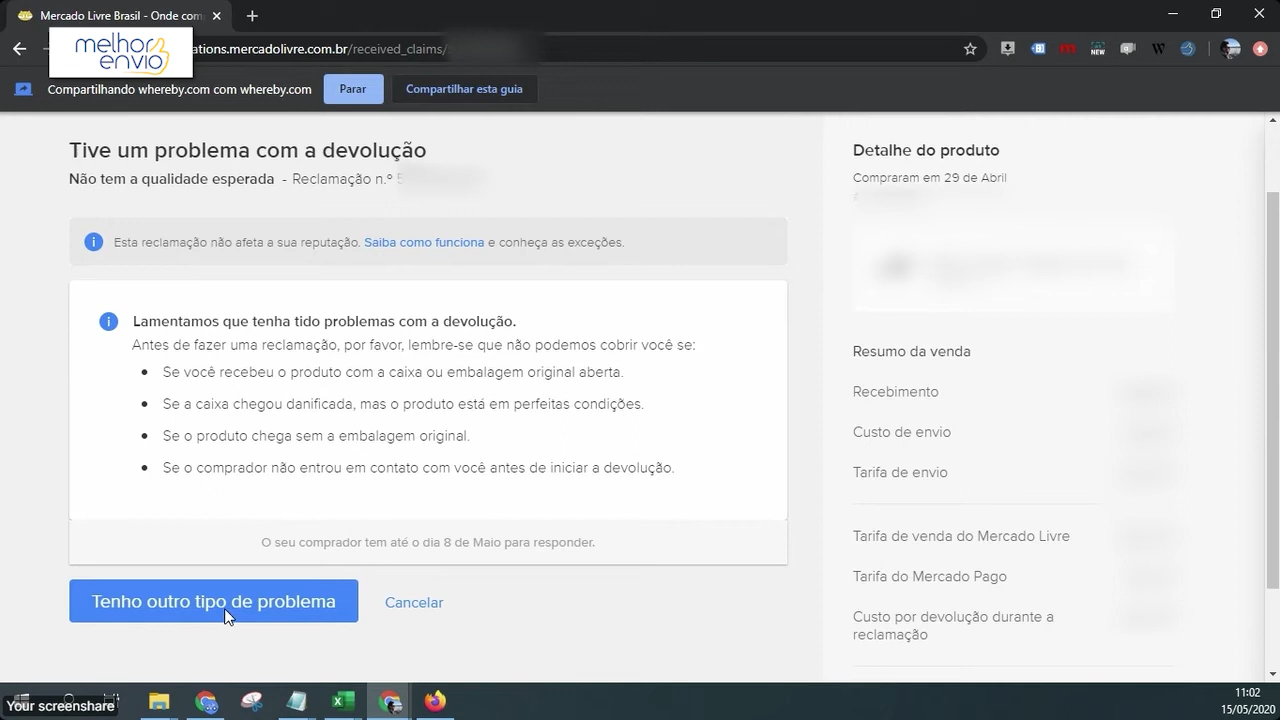 Mercado Livre Brasil - Onde com
melhor
envio
ations.mercadolivre.com.br/received_claims/
NEW
W
Compartilhando whereby.com com whereby.com
Parar
Compartilhar esta guia
Tive um problema com a devolução
Não tem a qualidade esperada - Reclamação n.º 5
Esta reclamação não afeta a sua reputação. Saiba como funciona e conheça as exceções.
Lamentamos que tenha tido problemas com a devolução.
Antes de fazer uma reclamação, por favor, lembre-se que não podemos cobrir você se:
• Se você recebeu o produto com a caixa ou embalagem original aberta.
• Se a caixa chegou danificada, mas o produto está em perfeitas condições.
• Se o produto chega sem a embalagem original.
• Se o comprador não entrou em contato com você antes de iniciar a devolução.
O seu comprador tem até o dia 8 de Maio para responder.
Tenho outro tipo de problema
Cancelar
Detalhe do produto
Compraram em 29 de Abril
Resumo da venda
Recebimento
Custo de envio
Tarifa de envio
Tarifa de venda do Mercado Livre
Tarifa do Mercado Pago
Custo por devolução durante a
reclamação
Your screenshare
11:02
15/05/2020